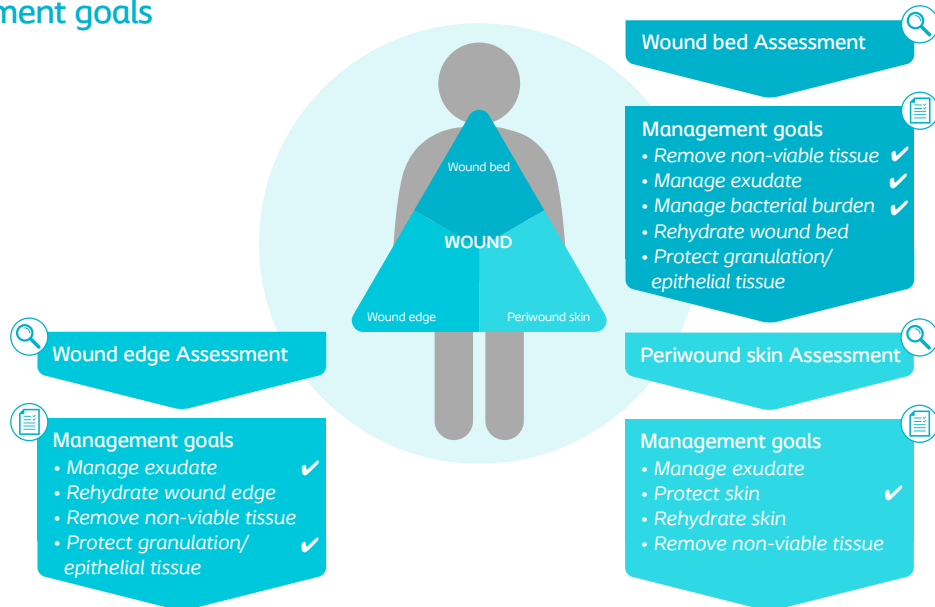 ment goals
Wound bed Assessment
Management goals
• Remove non-viable tissue ✔
• Manage exudate ✔
• Manage bacterial burden ✔
• Rehydrate wound bed
• Protect granulation/
epithelial tissue
Wound bed
WOUND
Wound edge
Periwound skin
Wound edge Assessment
Management goals
• Manage exudate ✔
• Rehydrate wound edge
• Remove non-viable tissue
• Protect granulation/ ✔
epithelial tissue
Periwound skin Assessment
Management goals
• Manage exudate
• Protect skin ✔
• Rehydrate skin
• Remove non-viable tissue